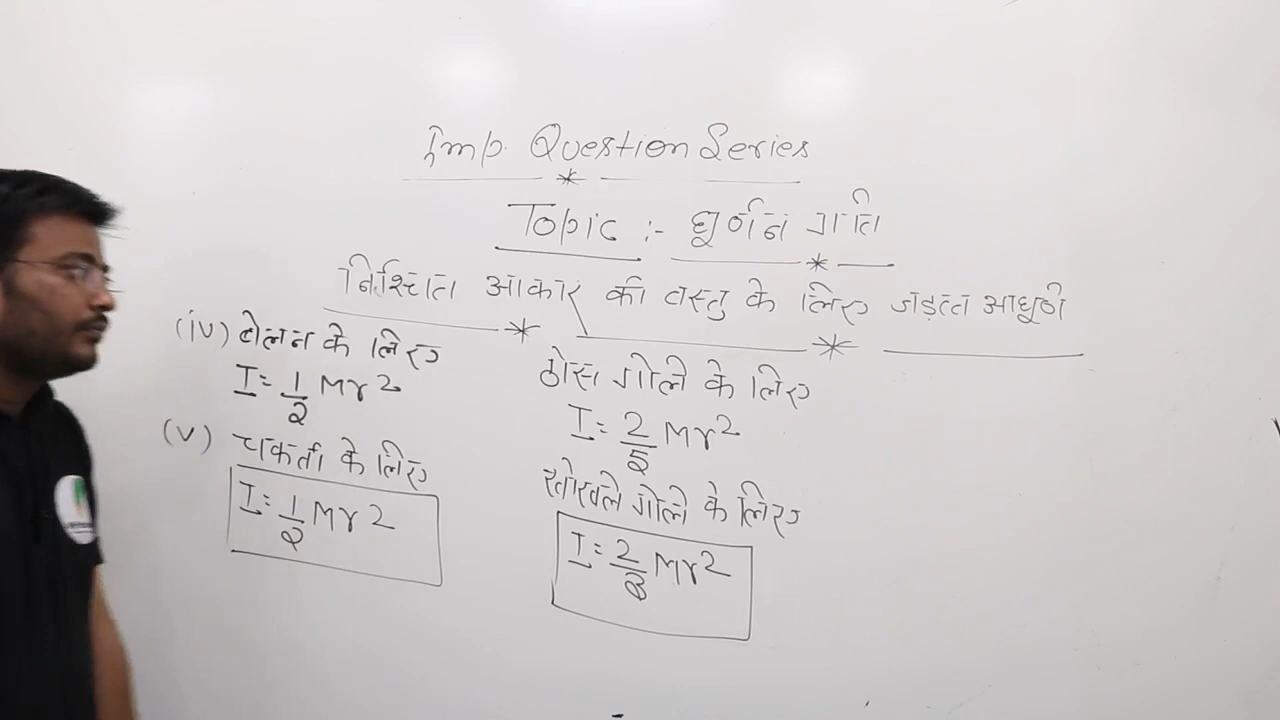 Imp. Question Series
Topic :- घूर्णन गति
निश्चित आकार की वस्तु के लिए जड़त्व आघूर्ण
(iv) बेलन के लिए
I = 1/2 Mr²
(v) चकती के लिए
I = 1/2 Mr²
ठोस गोले के लिए
I = 2/5 Mr²
खोखले गोले के लिए
I = 2/3 Mr²